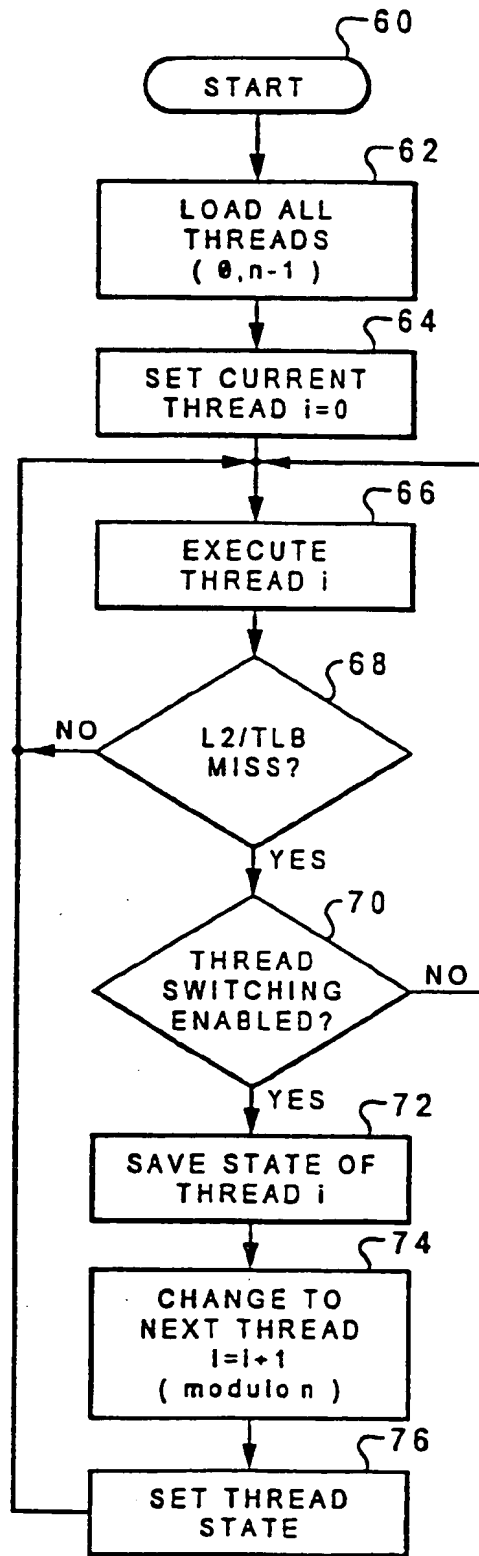 60
START
62
LOAD ALL
THREADS
( 0,n-1 )
64
SET CURRENT
THREAD i=0
66
EXECUTE
THREAD i
68
L2/TLB
MISS?
NO
YES
70
THREAD
SWITCHING
ENABLED?
NO
YES
72
SAVE STATE OF
THREAD i
74
CHANGE TO
NEXT THREAD
i=i+1
( modulo n )
76
SET THREAD
STATE